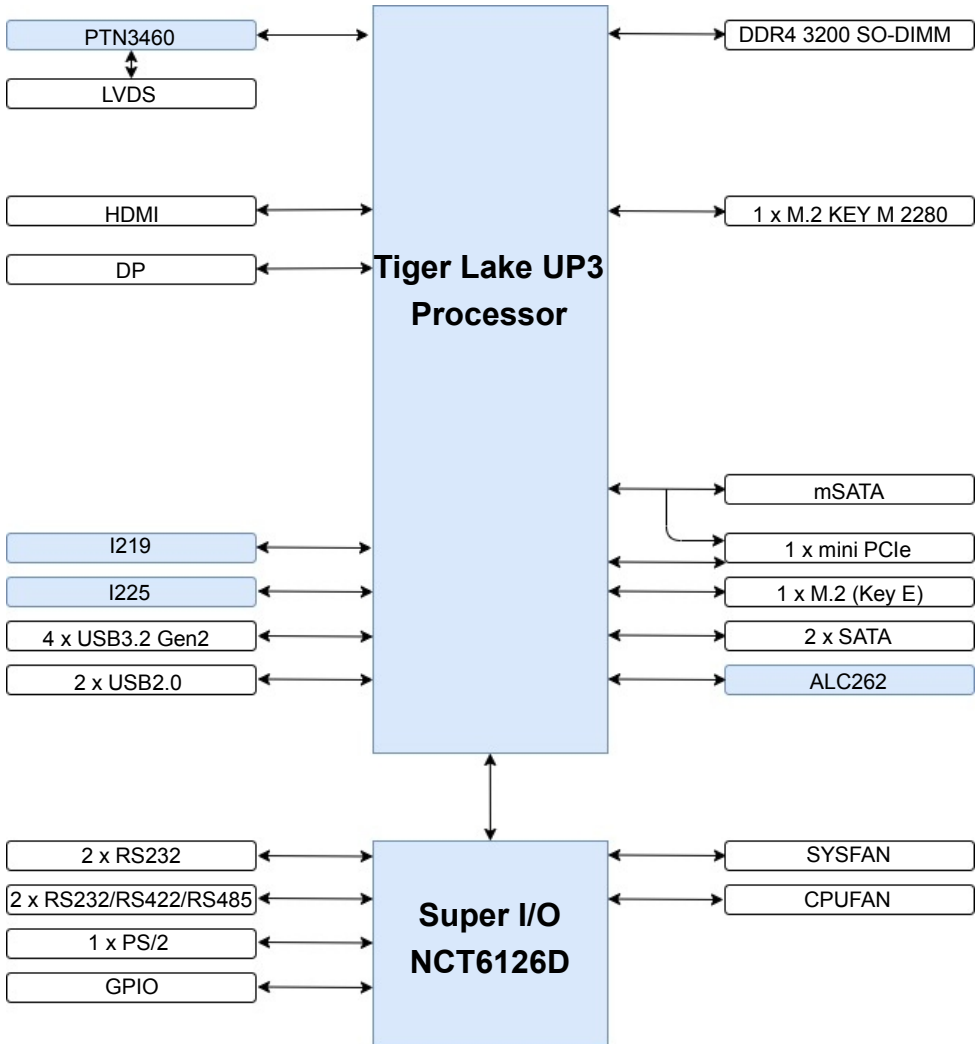 PTN3460
LVDS
HDMI
DP
I219
I225
4 x USB3.2 Gen2
2 x USB2.0
Tiger Lake UP3
Processor
DDR4 3200 SO-DIMM
1 x M.2 KEY M 2280
mSATA
1 x mini PCIe
1 x M.2 (Key E)
2 x SATA
ALC262
2 x RS232
2 x RS232/RS422/RS485
1 x PS/2
GPIO
Super I/O
NCT6126D
SYSFAN
CPUFAN